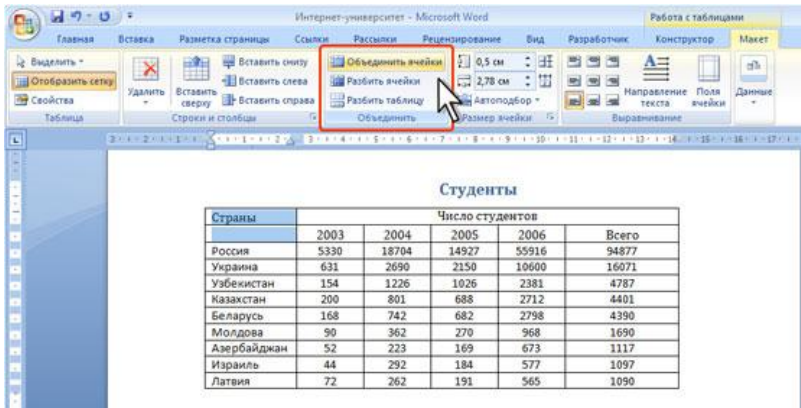 Интернет-университет - Microsoft Word
Работа с таблицами
Главная Вставка Разметка страницы Ссылки Рассылки Рецензирование Вид Разработчик Конструктор Макет
Выделить
Отобразить сетку
Свойства
Таблица
Удалить
Вставить сверху
Вставить снизу
Вставить слева
Вставить справа
Строки и столбцы
Объединить ячейки
Разбить ячейки
Разбить таблицу
Объединить
0,5 см
2,78 см
Автоподбор
Размер ячейки
Направление текста
Поля ячейки
Выравнивание
Данные
Студенты
Страны Число студентов
2003 2004 2005 2006 Всего
Россия 5330 18704 14927 55916 94877
Украина 631 2690 2150 10600 16071
Узбекистан 154 1226 1026 2381 4787
Казахстан 200 801 688 2712 4401
Беларусь 168 742 682 2798 4390
Молдова 90 362 270 968 1690
Азербайджан 52 223 169 673 1117
Израиль 44 292 184 577 1097
Латвия 72 262 191 565 1090